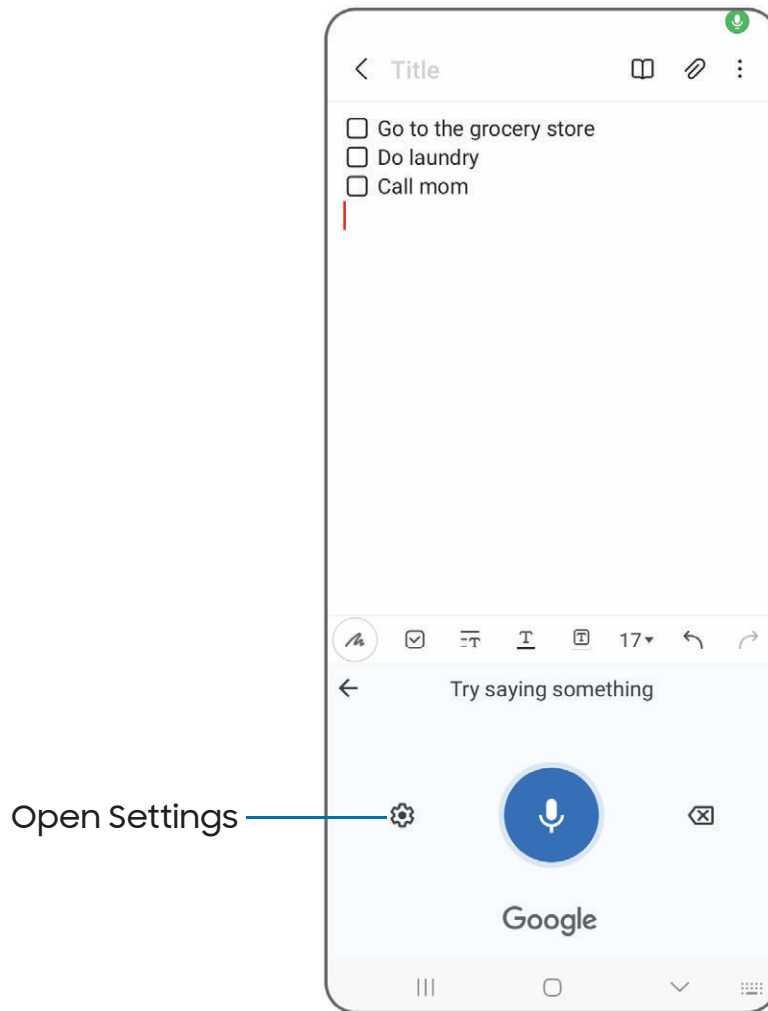 Title
Go to the grocery store
Do laundry
Call mom
17
Try saying something
Open Settings
Google